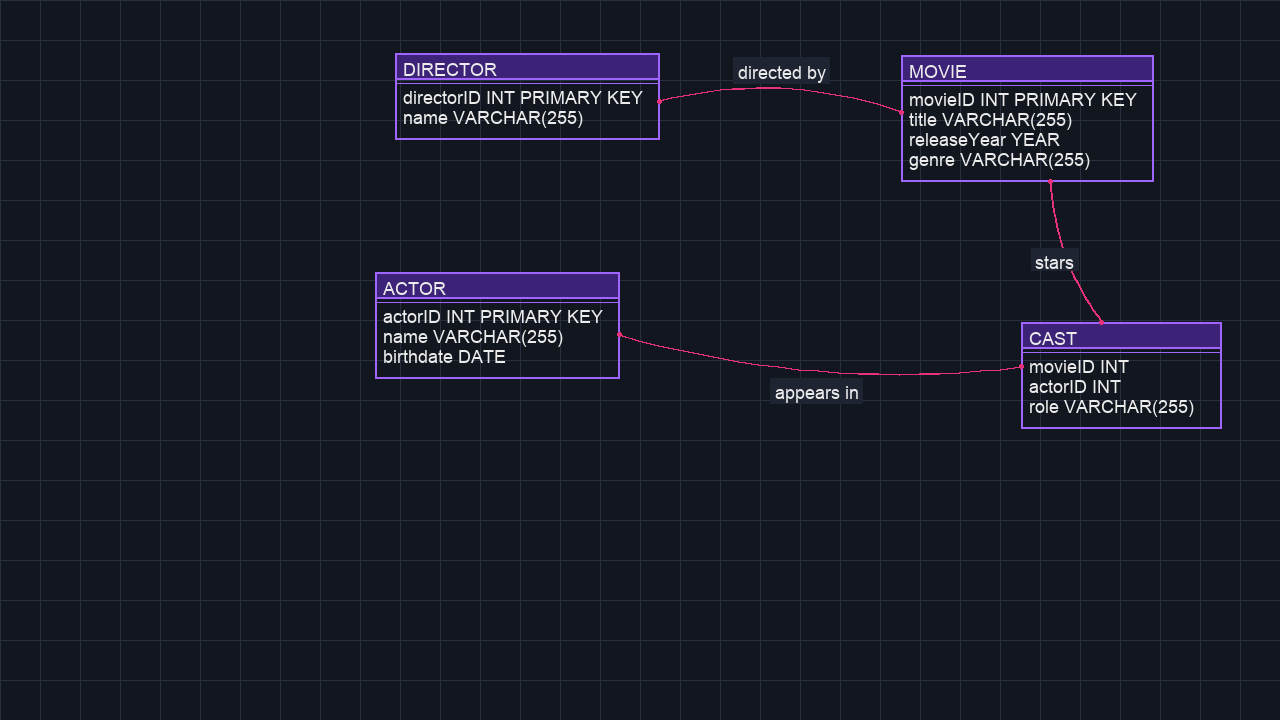 DIRECTOR
directorID INT PRIMARY KEY
name VARCHAR(255)
directed by
MOVIE
movieID INT PRIMARY KEY
title VARCHAR(255)
releaseYear YEAR
genre VARCHAR(255)
stars
ACTOR
actorID INT PRIMARY KEY
name VARCHAR(255)
birthdate DATE
appears in
CAST
movieID INT
actorID INT
role VARCHAR(255)